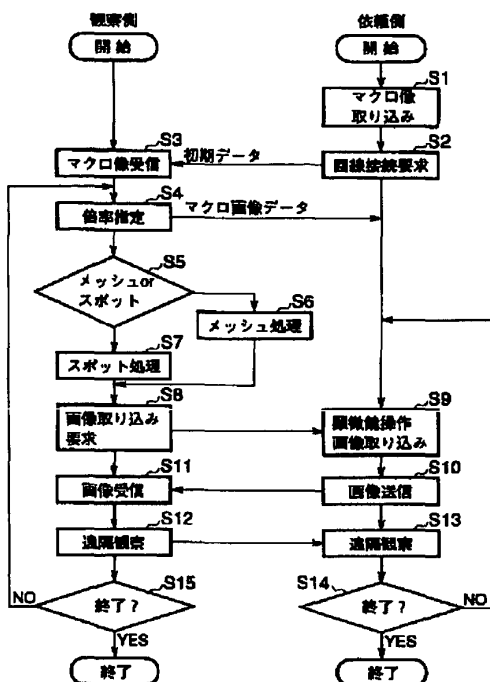 観察側
依頼側
開始
開始
S1
マクロ像
取り込み
S2
回線接続要求
S3
マクロ像受信
初期データ
S4
倍率指定
マクロ画像データ
S5
メッシュor
スポット
S6
メッシュ処理
S7
スポット処理
S8
画像取り込み
要求
S9
顕微鏡操作
画像取り込み
S10
画像送信
S11
画像受信
S12
遠隔観察
S13
遠隔観察
S15
終了?
NO
YES
S14
終了?
NO
YES
終了
終了